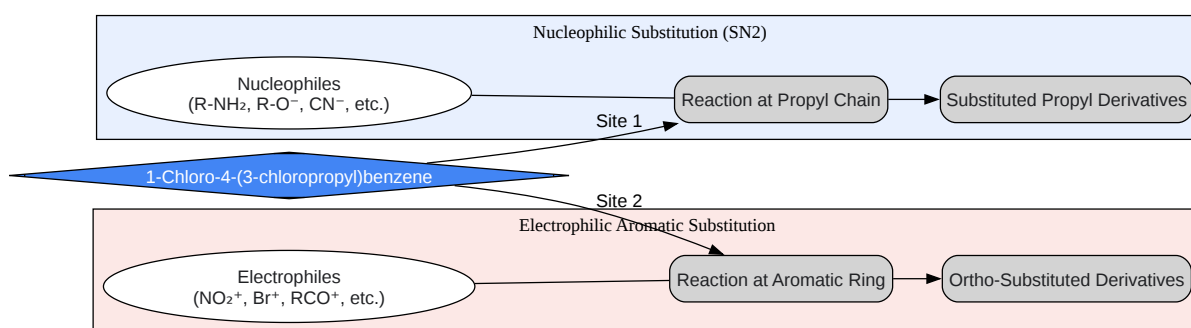 Nucleophilic Substitution (SN2)
Nucleophiles
(R-NH₂, R-O⁻, CN⁻, etc.)
Reaction at Propyl Chain
Substituted Propyl Derivatives
Site 1
1-Chloro-4-(3-chloropropyl)benzene
Site 2
Electrophilic Aromatic Substitution
Electrophiles
(NO₂⁺, Br⁺, RCO⁺, etc.)
Reaction at Aromatic Ring
Ortho-Substituted Derivatives